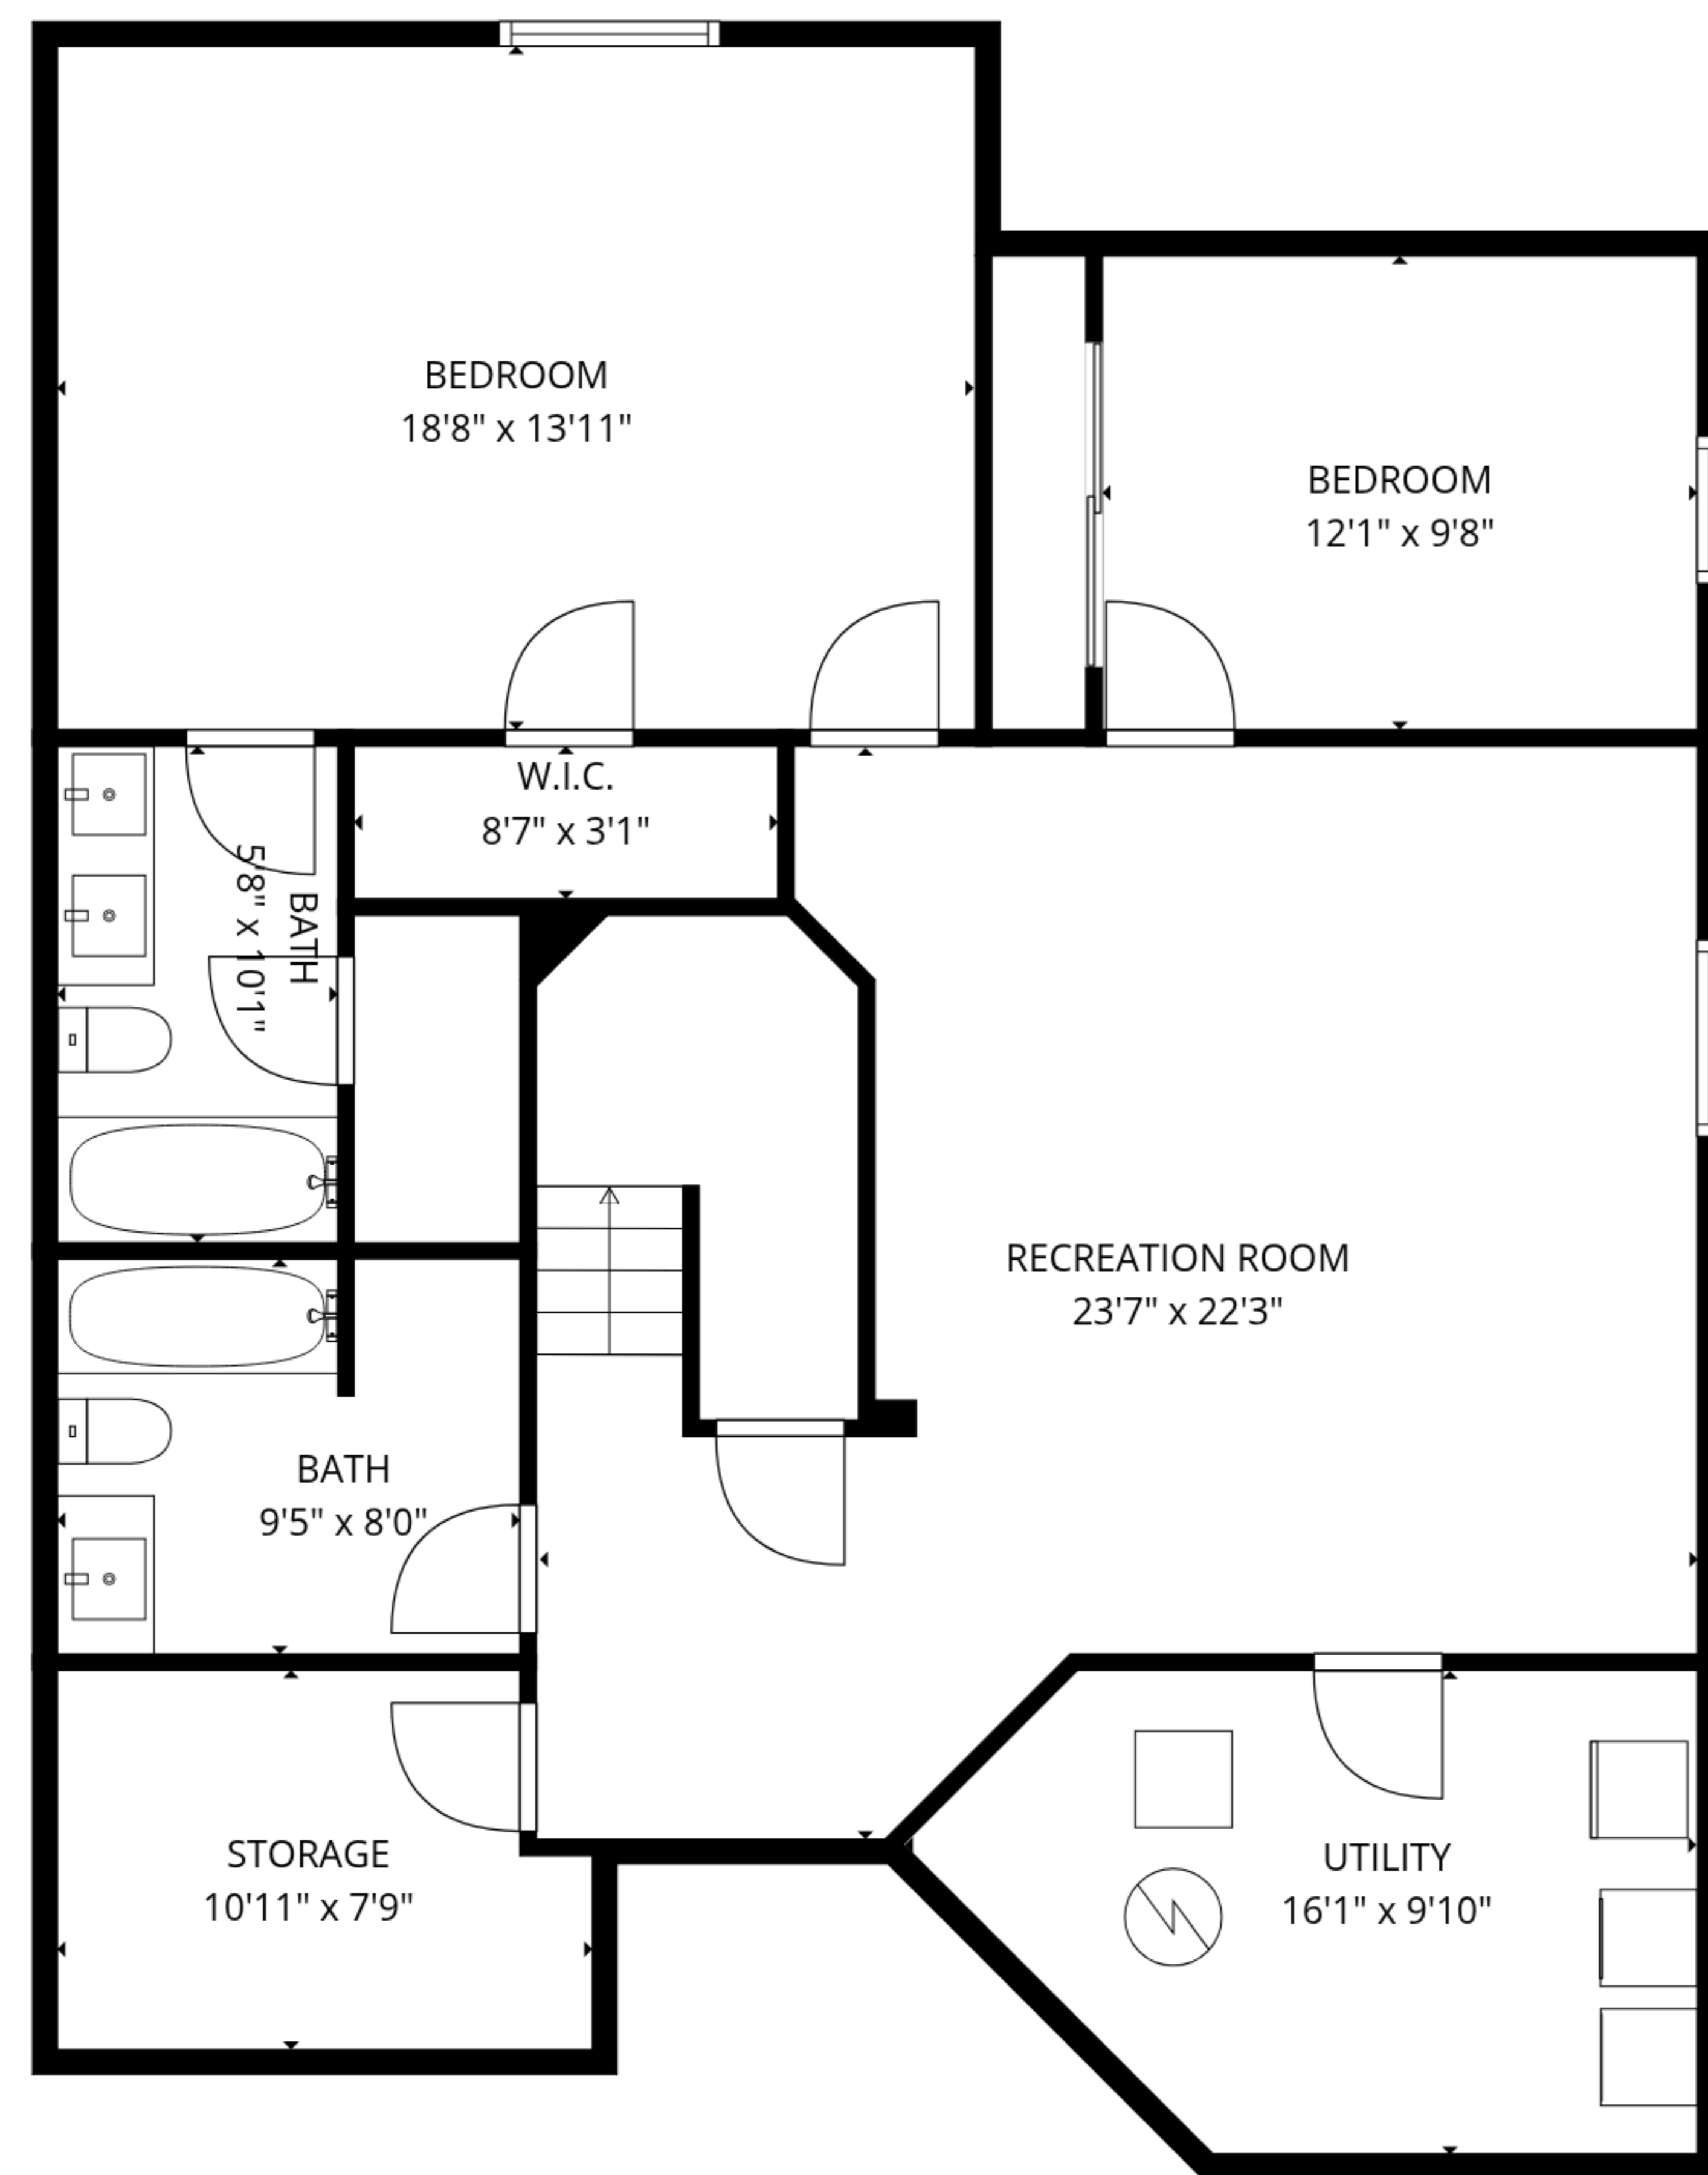 BEDROOM
18'8" x 13'11"
BEDROOM
12'1" x 9'8"
W.I.C.
8'7" x 3'1"
BATH
5'8" x 10'1"
RECREATION ROOM
23'7" x 22'3"
BATH
9'5" x 8'0"
STORAGE
10'11" x 7'9"
UTILITY
16'1" x 9'10"